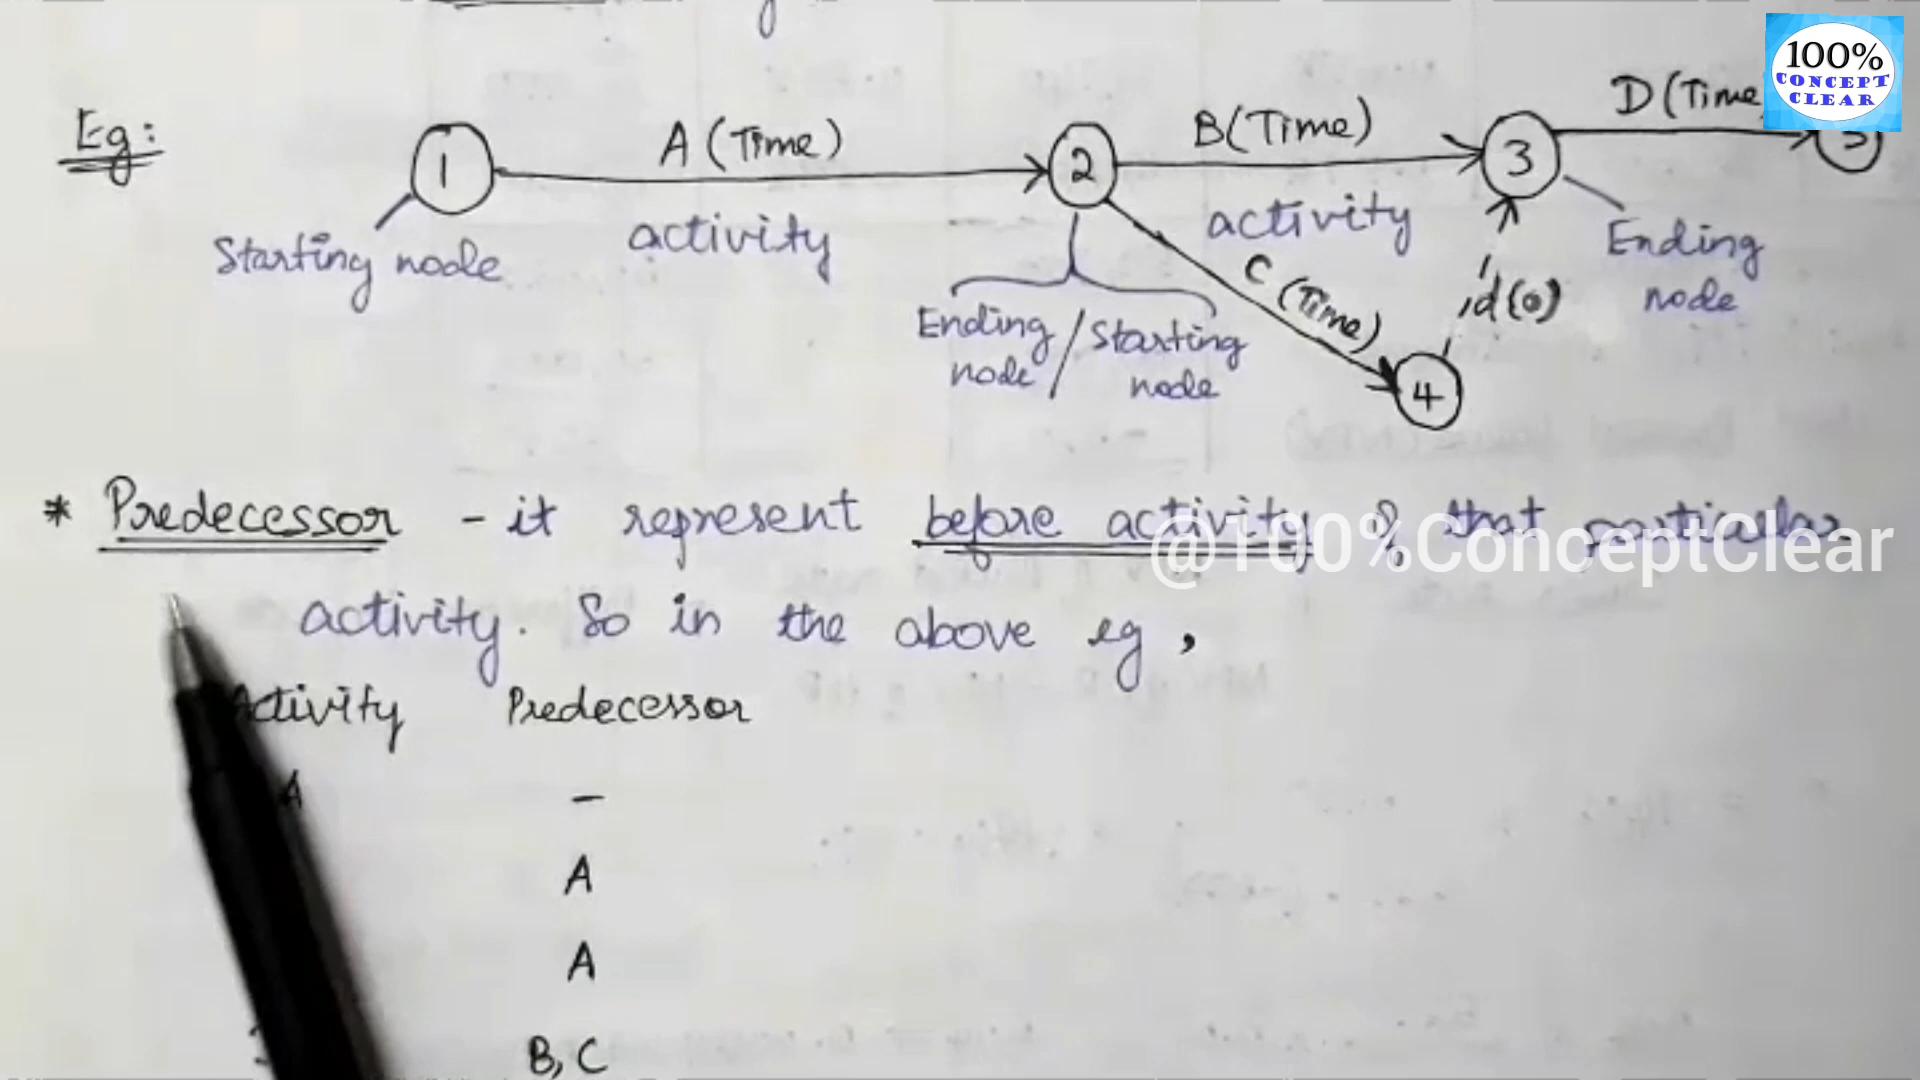 100%
CONCEPT
CLEAR
Eg:
1
A (Time)
2
B(Time)
3
D (Time
activity
activity
Starting node
Ending node / Starting node
C (Time)
d(0)
4
Ending node
* Predecessor - it represent before activity of that particular
@100%ConceptClear
activity. So in the above eg,
Activity Predecessor
A -
A
A
B, C